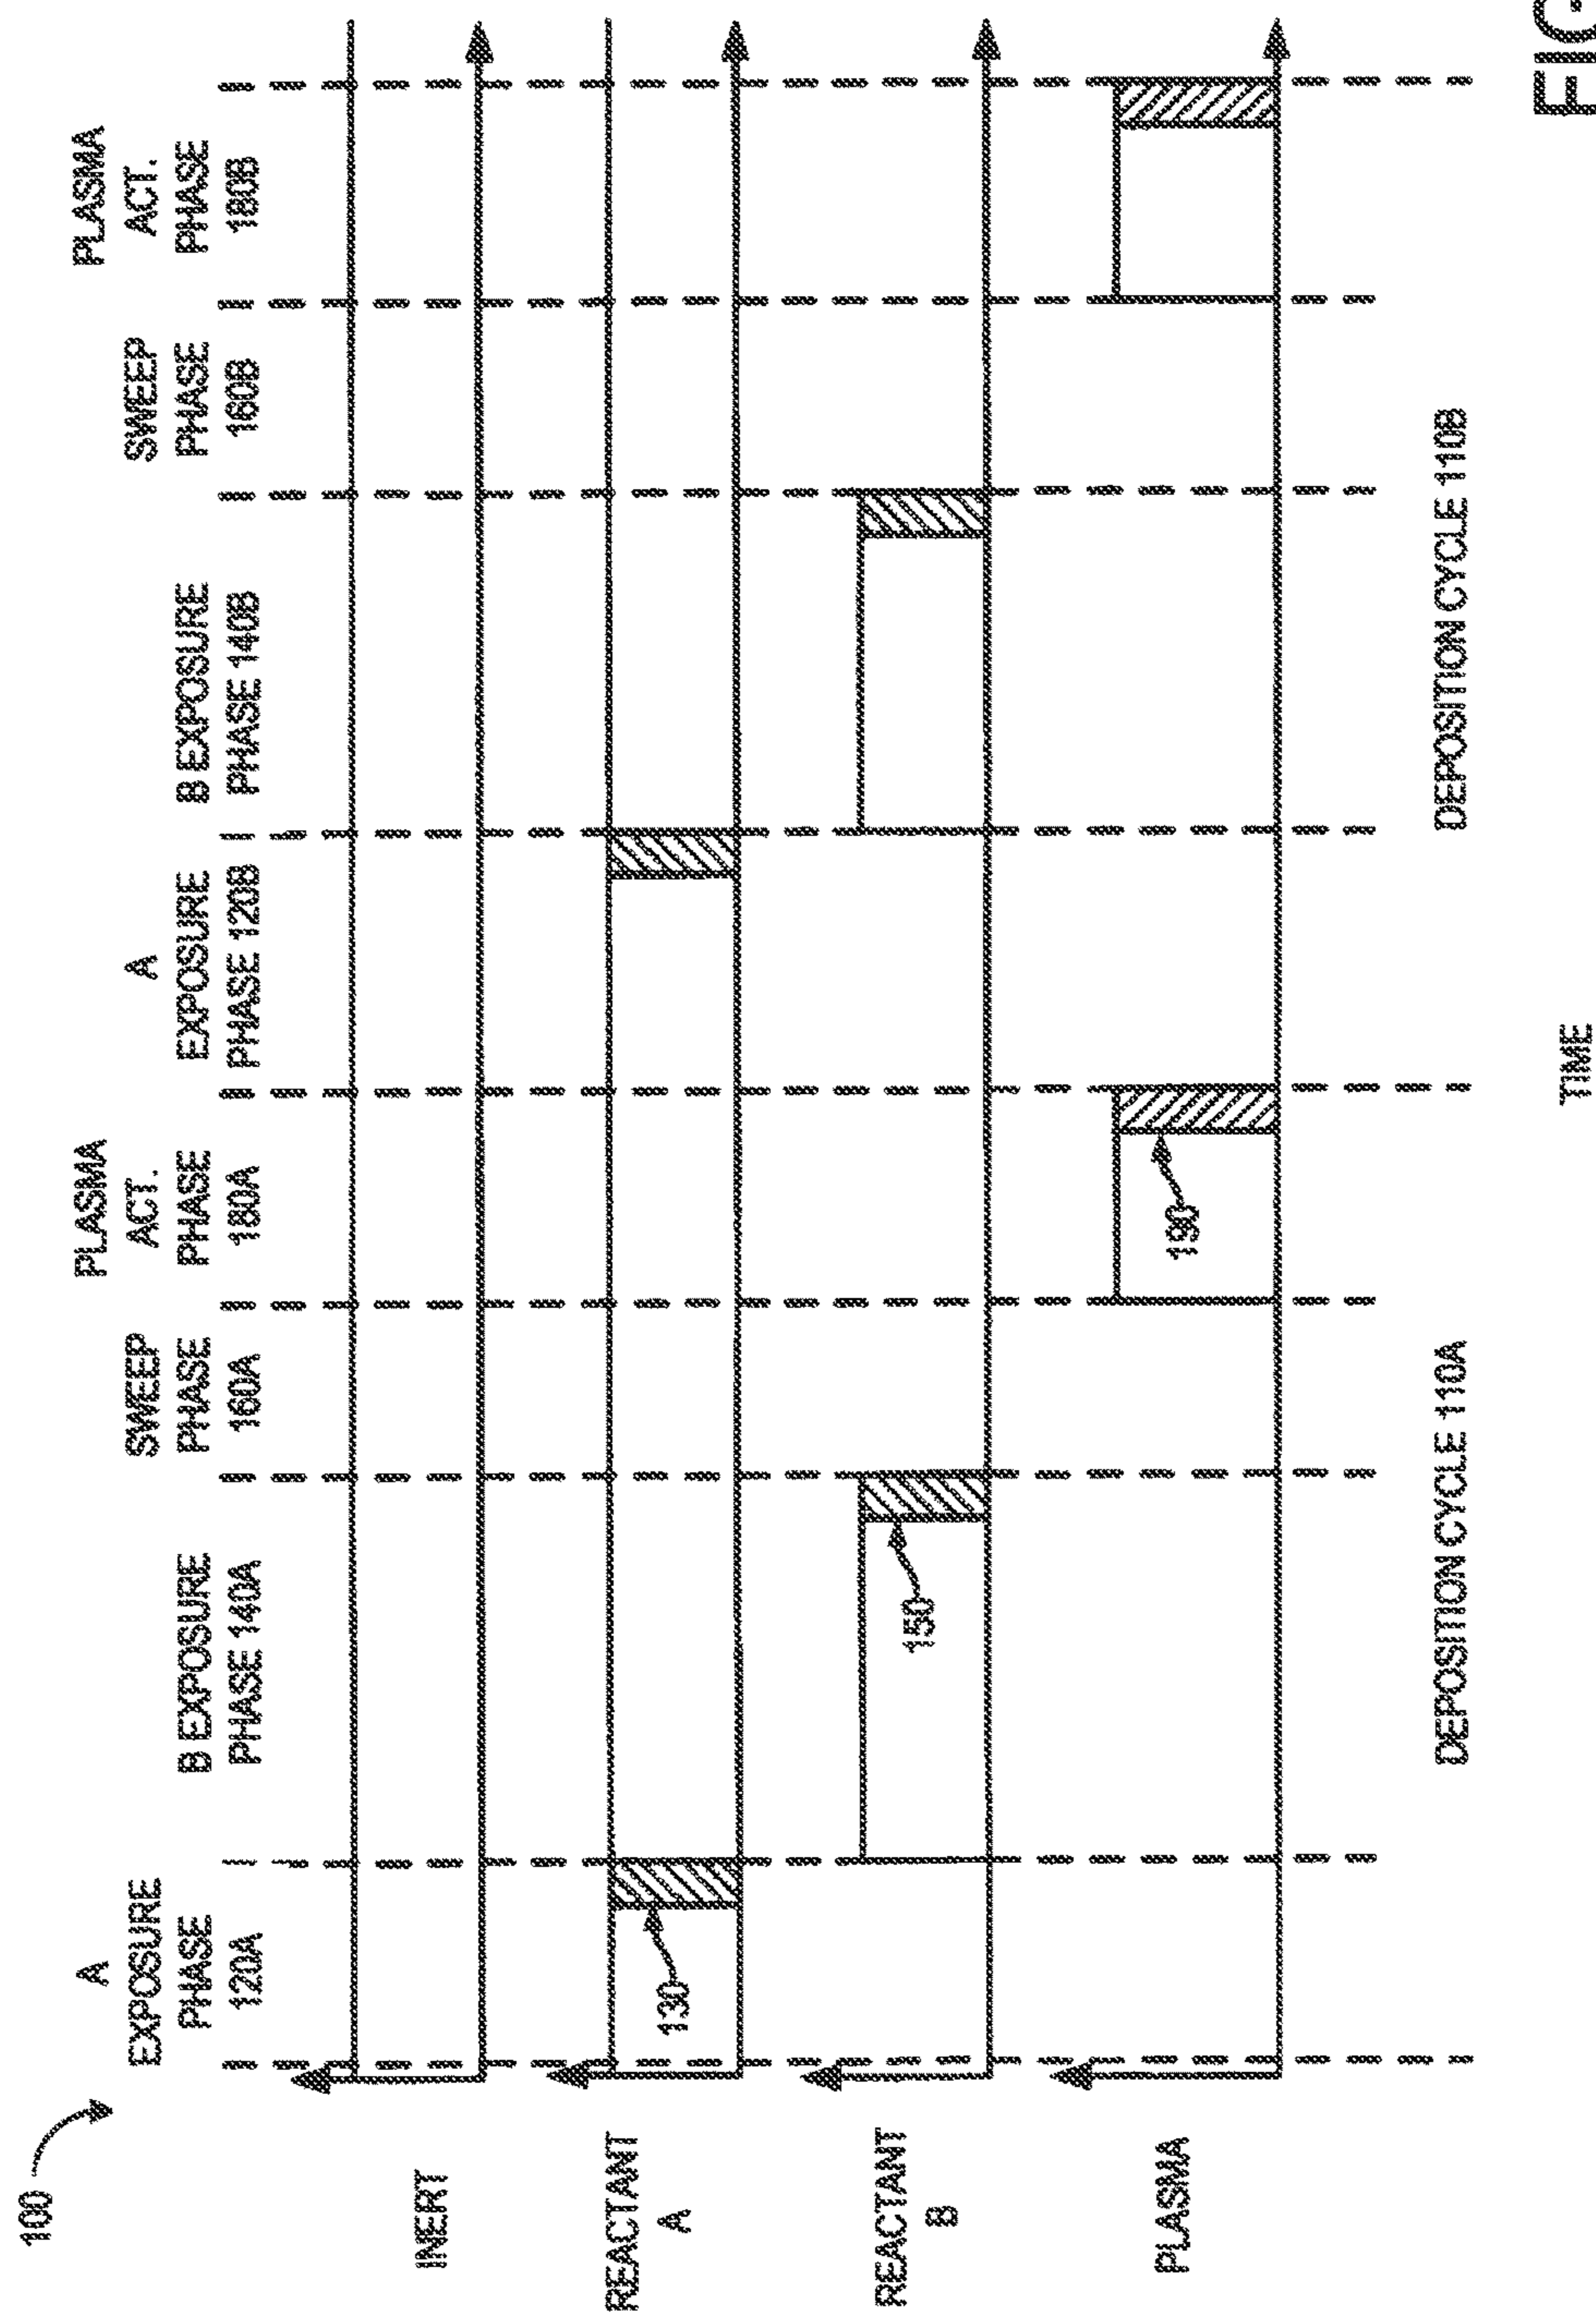 100
A
EXPOSURE
PHASE
120A
B EXPOSURE
PHASE 140A
SWEEP
PHASE
160A
PLASMA
ACT.
PHASE
180A
A
EXPOSURE
PHASE 120B
B EXPOSURE
PHASE 140B
SWEEP
PHASE
160B
PLASMA
ACT.
PHASE
180B
INERT
REACTANT
A
130
REACTANT
B
150
PLASMA
190
DEPOSITION CYCLE 110A
DEPOSITION CYCLE 110B
TIME